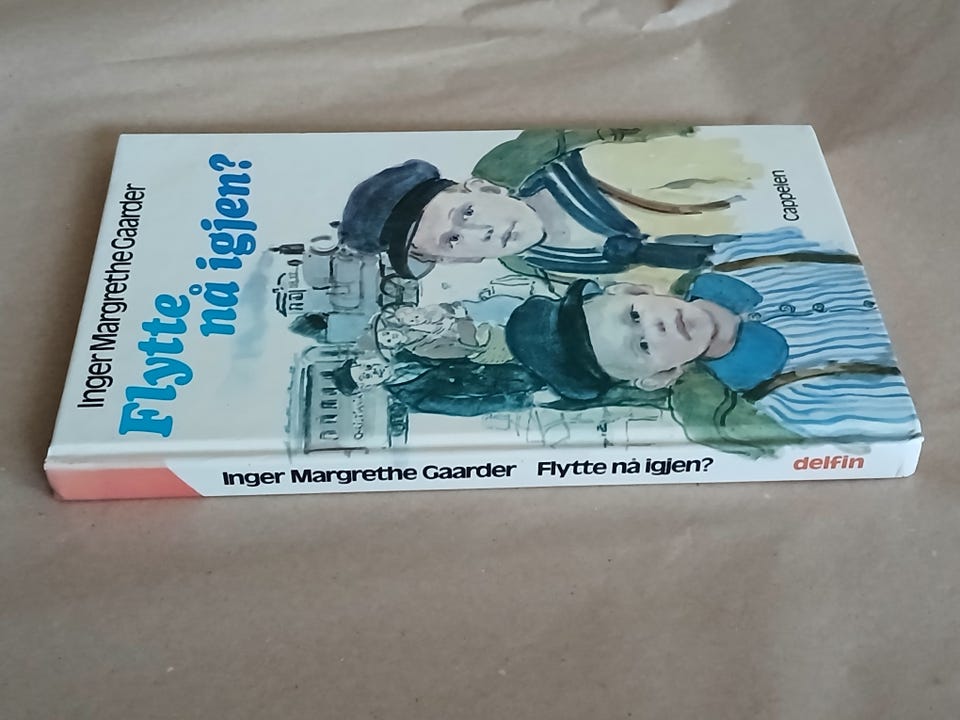 Inger Margrethe Gaarder
Flytte
nå igjen?
Cappelen
Inger Margrethe Gaarder Flytte nå igjen? delfin